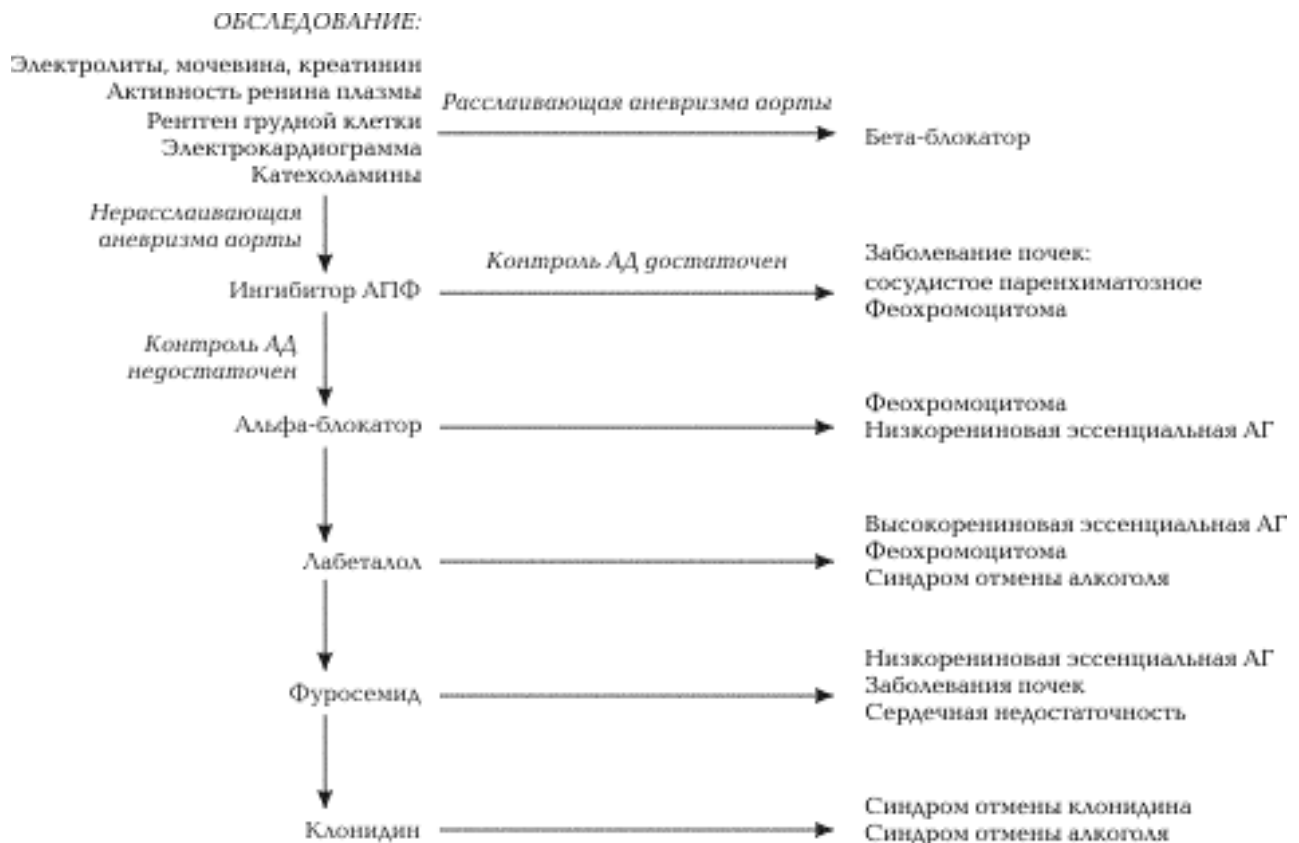 ОБСЛЕДОВАНИЕ:
Электролиты, мочевина, креатинин
Активность ренина плазмы
Рентген грудной клетки
Электрокардиограмма
Катехоламины
Расслаивающая аневризма аорты
Бета-блокатор
Нерасслаивающая
аневризма аорты
Ингибитор АПФ
Контроль АД достаточен
Заболевание почек:
сосудистое паренхиматозное
Феохромоцитома
Контроль АД
недостаточен
Альфа-блокатор
Феохромоцитома
Низкорениновая эссенциальная АГ
Лабеталол
Высокорениновая эссенциальная АГ
Феохромоцитома
Синдром отмены алкоголя
Фуросемид
Низкорениновая эссенциальная АГ
Заболевания почек
Сердечная недостаточность
Клонидин
Синдром отмены клонидина
Синдром отмены алкоголя